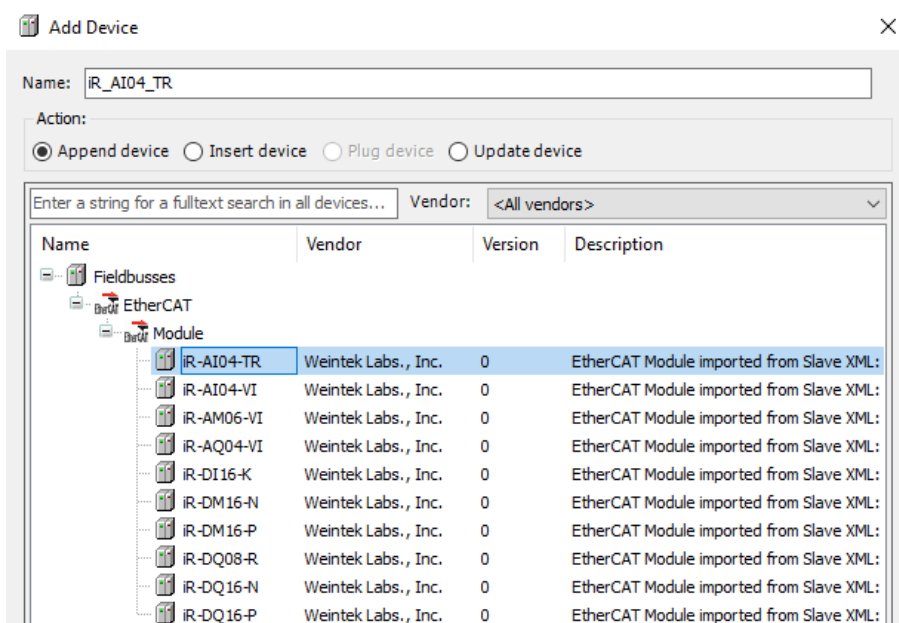 Add Device
Name: iR_AI04_TR
Action:
Append device Insert device Plug device Update device
Enter a string for a fulltext search in all devices... Vendor: <All vendors>
Name Vendor Version Description
Fieldbusses
EtherCAT EtherCAT
EtherCAT Module
iR-AI04-TR Weintek Labs., Inc. 0 EtherCAT Module imported from Slave XML:
iR-AI04-VI Weintek Labs., Inc. 0 EtherCAT Module imported from Slave XML:
iR-AM06-VI Weintek Labs., Inc. 0 EtherCAT Module imported from Slave XML:
iR-AQ04-VI Weintek Labs., Inc. 0 EtherCAT Module imported from Slave XML:
iR-DI16-K Weintek Labs., Inc. 0 EtherCAT Module imported from Slave XML:
iR-DM16-N Weintek Labs., Inc. 0 EtherCAT Module imported from Slave XML:
iR-DM16-P Weintek Labs., Inc. 0 EtherCAT Module imported from Slave XML:
iR-DQ08-R Weintek Labs., Inc. 0 EtherCAT Module imported from Slave XML:
iR-DQ16-N Weintek Labs., Inc. 0 EtherCAT Module imported from Slave XML:
iR-DQ16-P Weintek Labs., Inc. 0 EtherCAT Module imported from Slave XML: